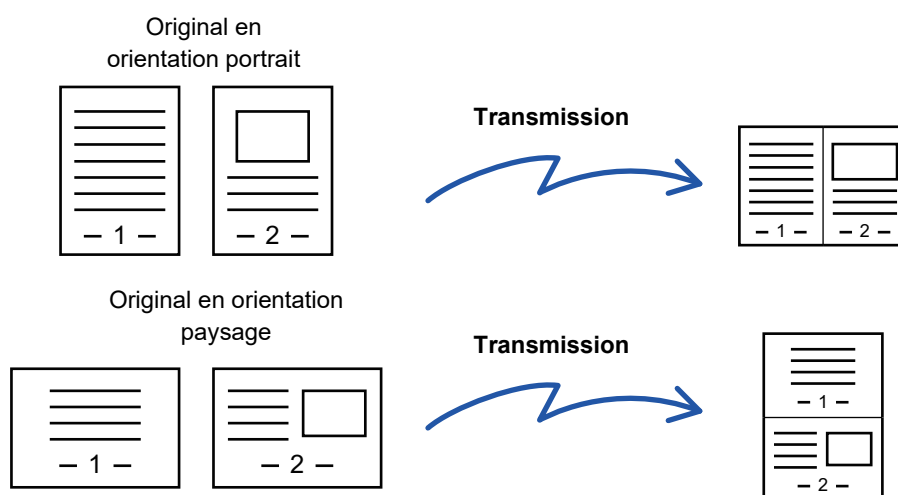 Original en
orientation portrait
Transmission
– 1 –
– 2 –
– 1 –
– 2 –
Original en orientation
paysage
Transmission
– 1 –
– 2 –
– 1 –
– 2 –